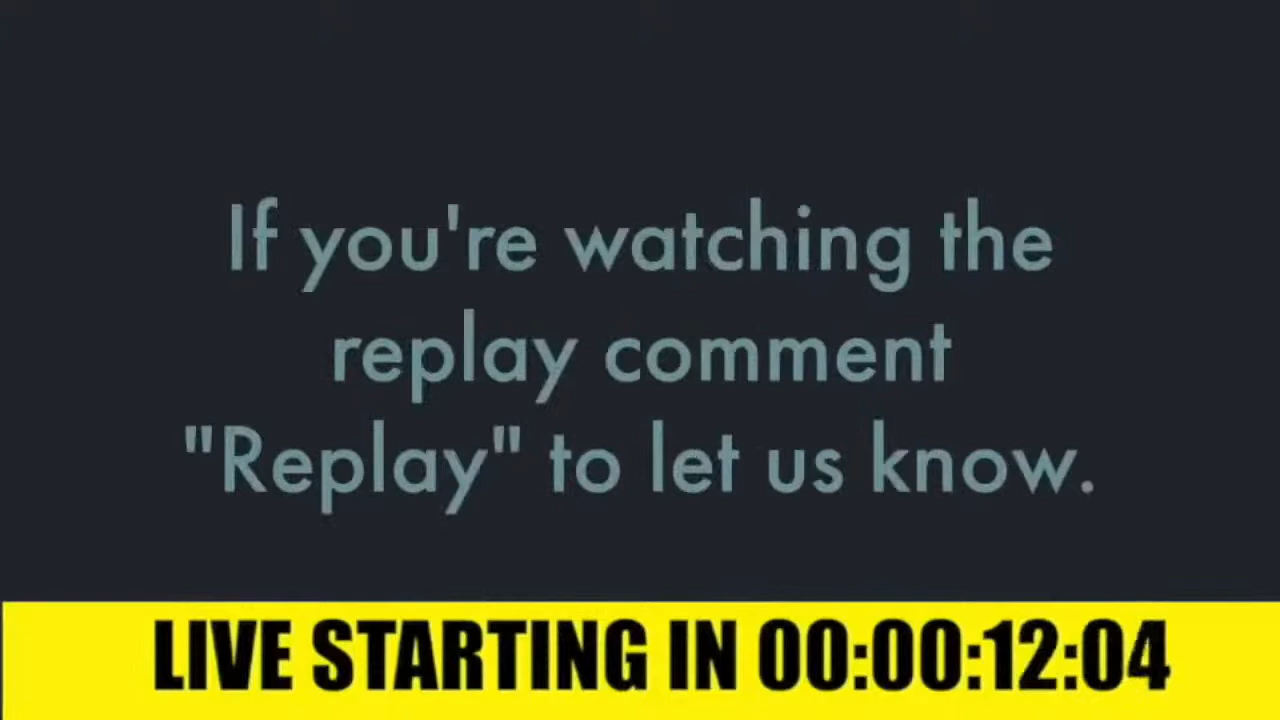 If you're watching the
replay comment
"Replay" to let us know.
LIVE STARTING IN 00:00:12:04